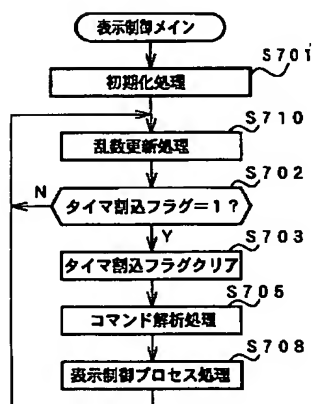 表示制御メイン
S701
初期化処理
S710
乱数更新処理
S702
N
タイマ割込フラグ=1?
Y
S703
タイマ割込フラグクリア
S705
コマンド解析処理
S708
表示制御プロセス処理